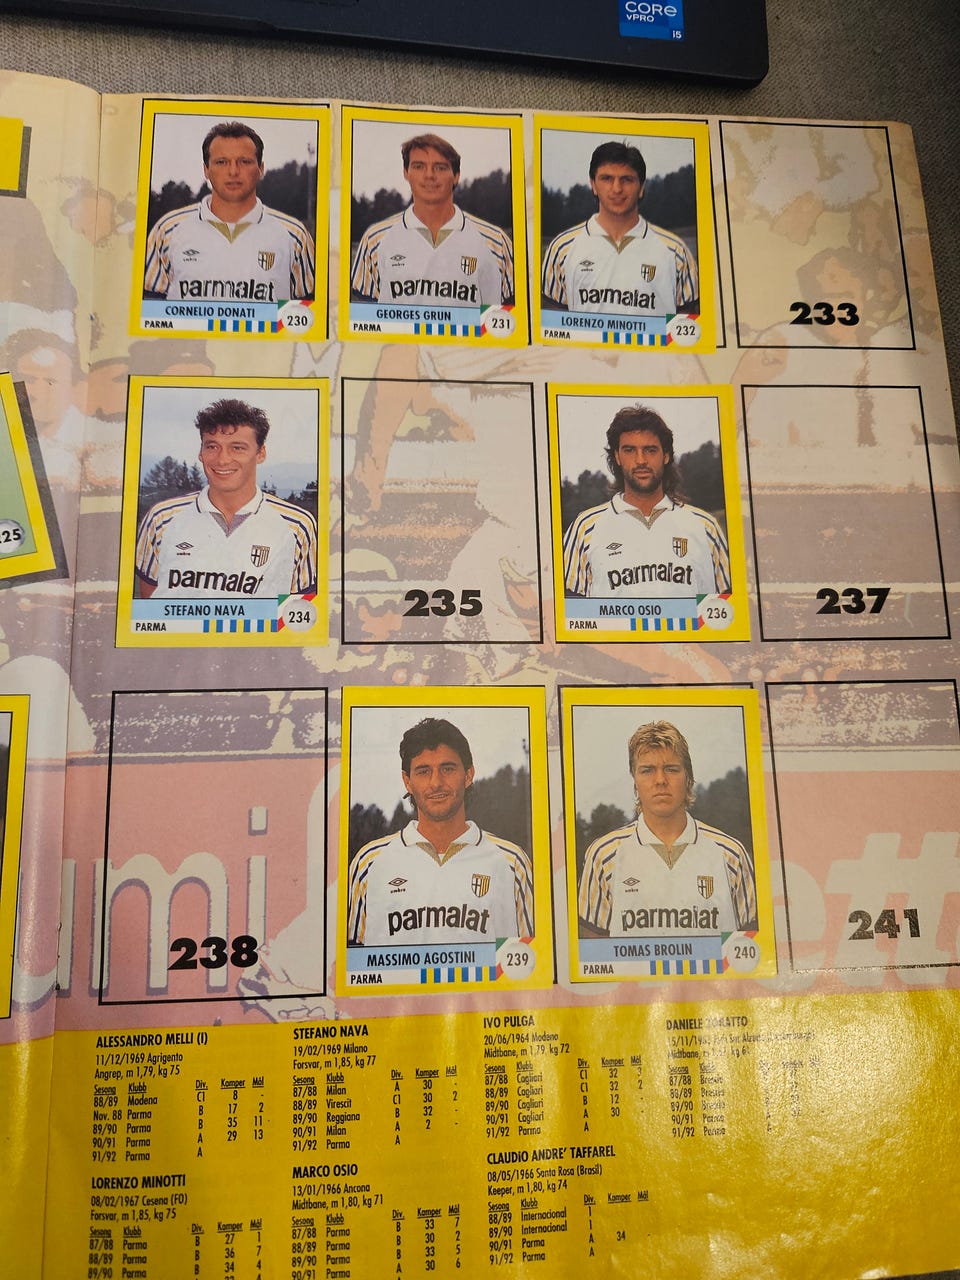 CORE
vPRO
i5
umbro
parmalat
CORNELIO DONATI
PARMA
230
umbro
parmalat
GEORGES GRUN
PARMA
231
umbro
parmalat
LORENZO MINOTTI
PARMA
232
233
umbro
parmalat
STEFANO NAVA
PARMA
234
235
umbro
parmalat
MARCO OSIO
PARMA
236
237
25
238
umbro
parmalat
MASSIMO AGOSTINI
PARMA
239
umbro
parmalat
TOMAS BROLIN
PARMA
240
241
ALESSANDRO MELLI (I)
11/12/1969 Agrigento
Angrep, m 1,79, kg 75
Sesong Klubb Div. Kamper Mål
88/89 Modena C1 8 -
Nov. 88 Parma B 17 2
89/90 Parma B 35 11
90/91 Parma A 29 13
91/92 Parma A
LORENZO MINOTTI
08/02/1967 Cesena (FO)
Forsvar, m 1,85, kg 75
Sesong Klubb Div. Kamper Mål
87/88 Parma B 27 1
88/89 Parma B 36 7
89/90 Parma B 34 4
STEFANO NAVA
19/02/1969 Milano
Forsvar, m 1,85, kg 77
Sesong Klubb Div. Kamper Mål
87/88 Milan A 30 -
88/89 Virescit C1 30 2
89/90 Reggiana B 32 -
90/91 Milan A 2 -
91/92 Parma A
MARCO OSIO
13/01/1966 Ancona
Midtbane, m 1,80, kg 71
Sesong Klubb Div. Kamper Mål
87/88 Parma B 33 7
88/89 Parma B 30 2
89/90 Parma B 33 5
90/91 Parma A 30 6
IVO PULGA
20/06/1964 Modena
Midtbane, m 1,79, kg 72
Sesong Klubb Div. Kamper Mål
87/88 Cagliari C1 32 3
88/89 Cagliari C1 32 2
89/90 Cagliari B 12 -
90/91 Cagliari A 30 -
91/92 Parma A
CLAUDIO ANDRE' TAFFAREL
08/05/1966 Santa Rosa (Brasil)
Keeper, m 1,80, kg 74
Sesong Klubb Div. Kamper Mål
88/89 Internacional 1
89/90 Internacional 1
90/91 Parma A 34
91/92 Parma A
DANIELE
Midtbane, m
Sesong Klubb
87/88
88/89
89/90
90/91
91/92 Parma